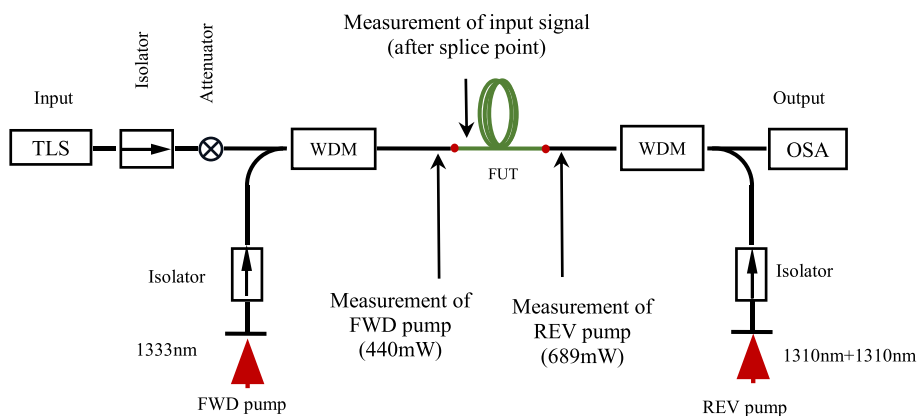 Measurement of input signal
(after splice point)
Isolator
Attenuator
Input
Output
TLS
WDM
FUT
WDM
OSA
Isolator
Measurement of
FWD pump
(440mW)
Measurement of
REV pump
(689mW)
Isolator
1333nm
1310nm+1310nm
FWD pump
REV pump